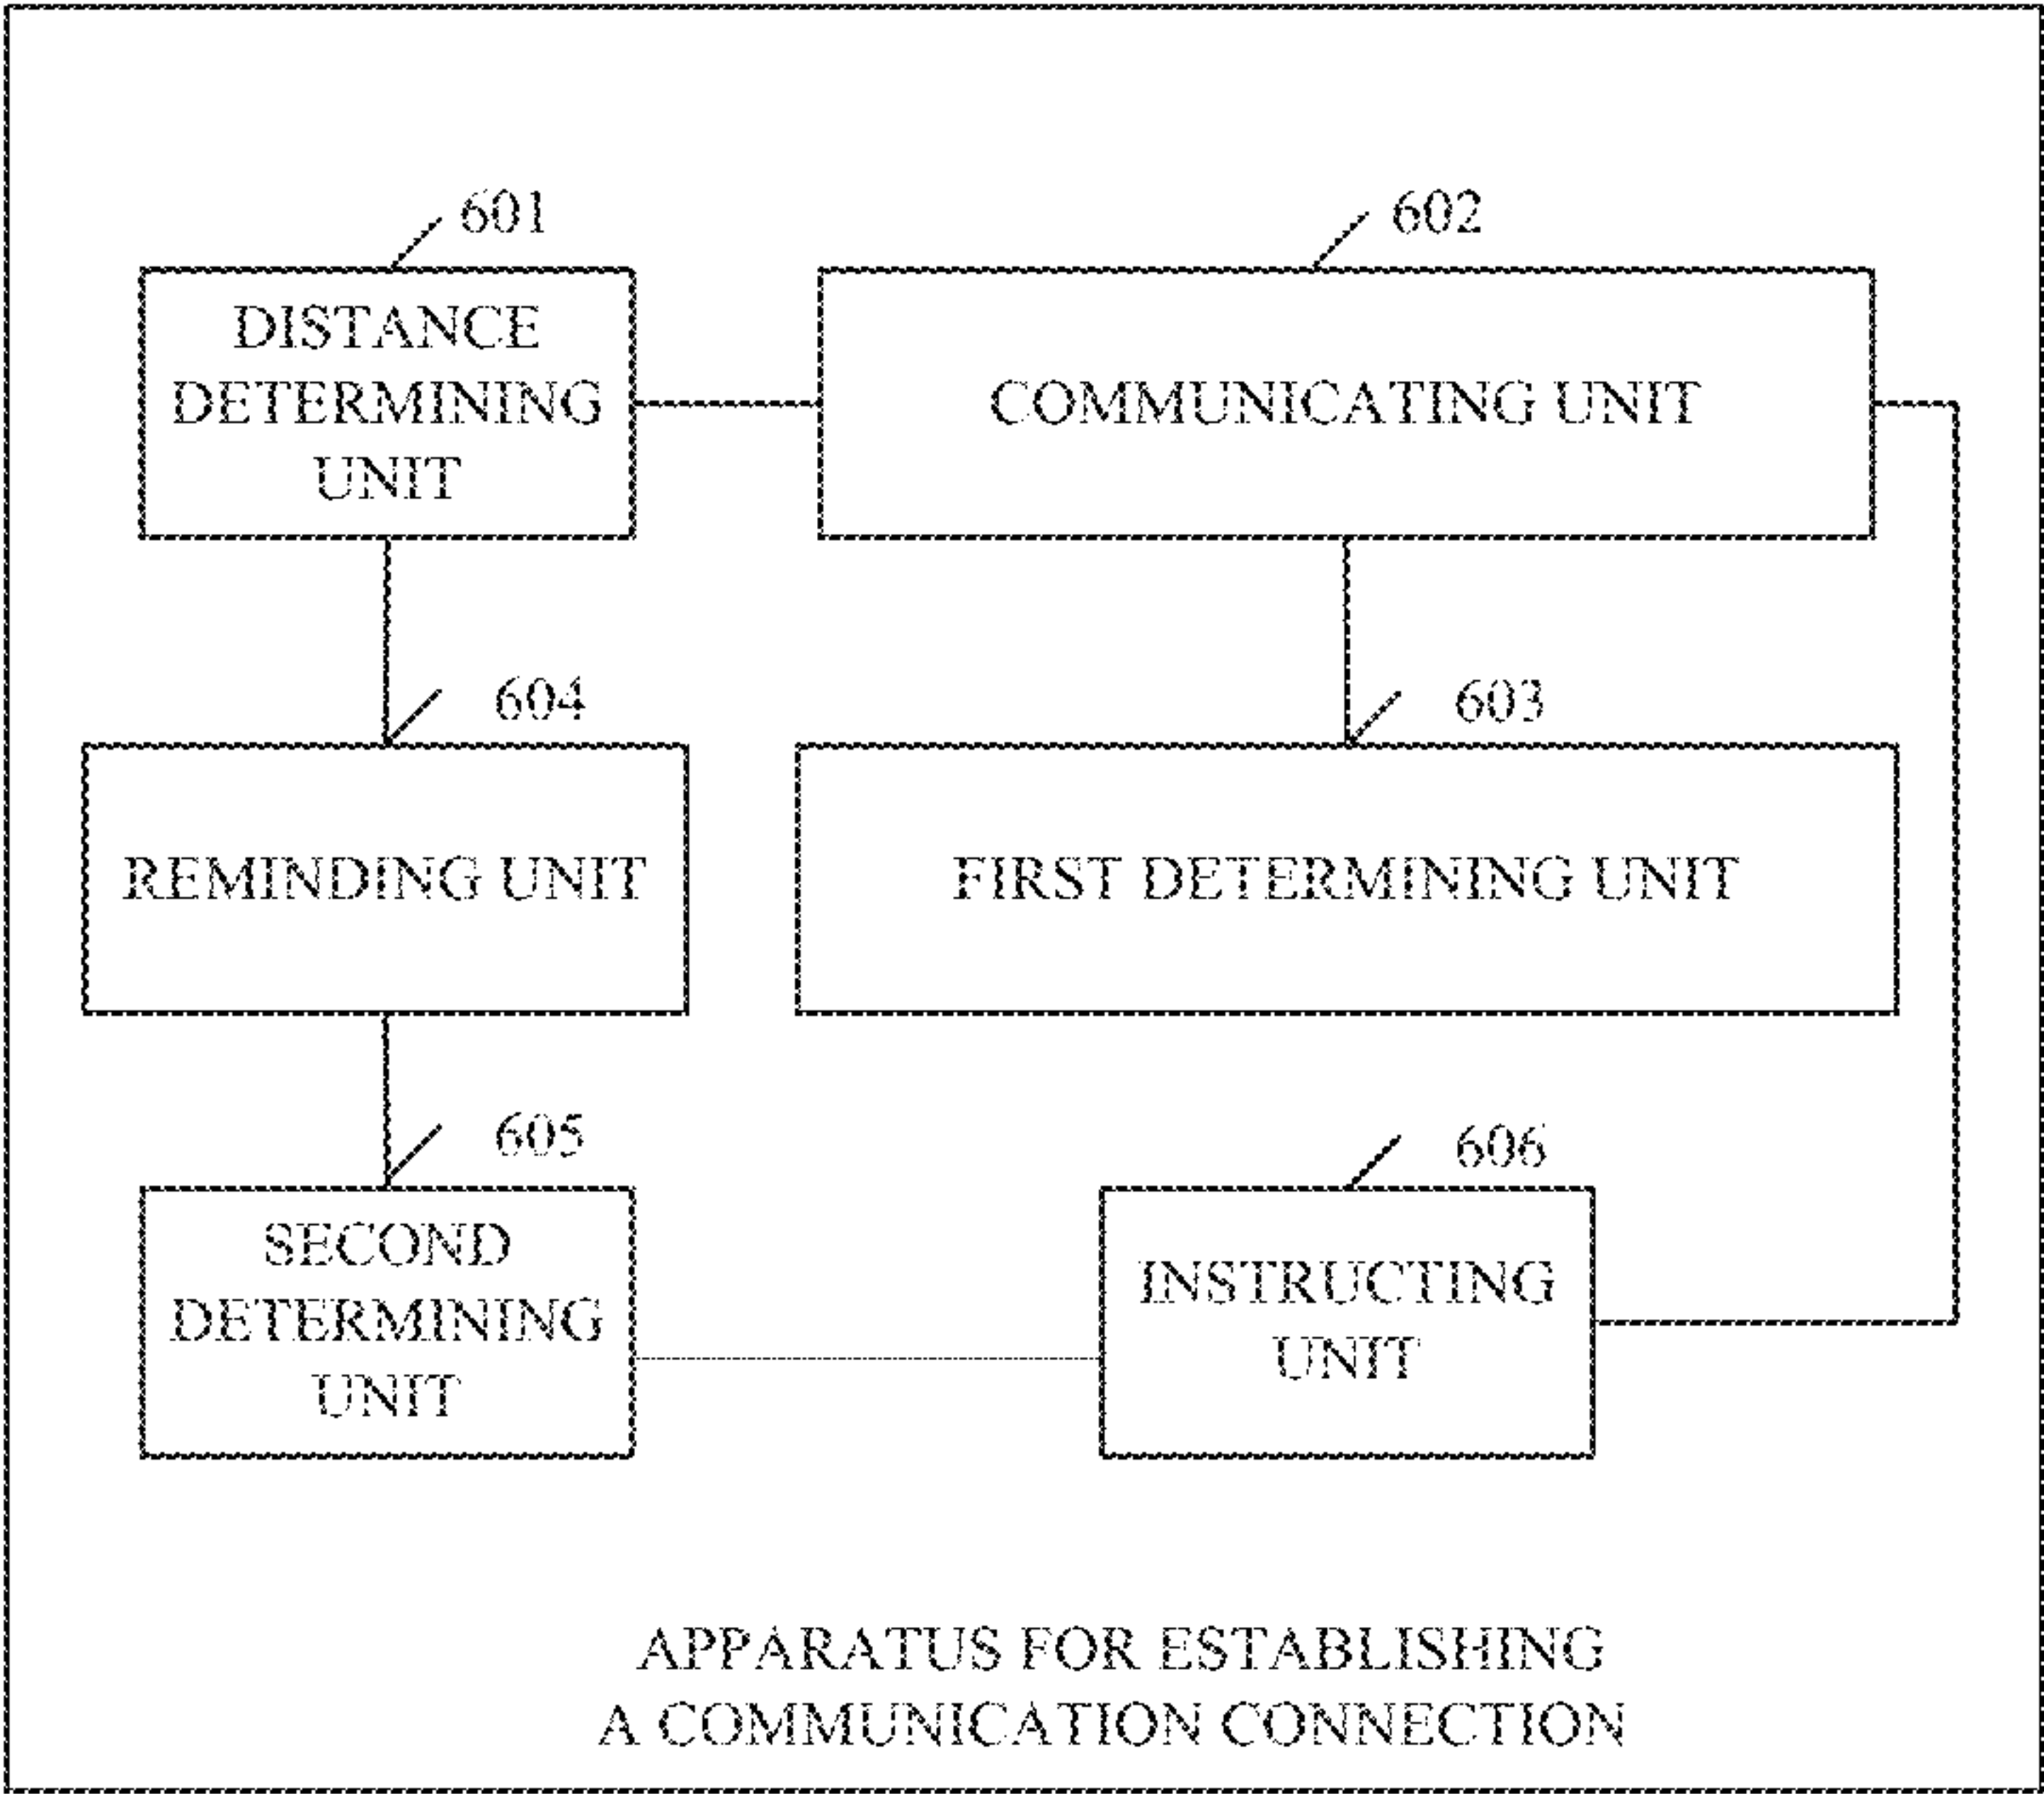 601
602
DISTANCE
DETERMINING
UNIT
COMMUNICATING UNIT
604
603
REMINDING UNIT
FIRST DETERMINING UNIT
605
606
SECOND
DETERMINING
UNIT
INSTRUCTING
UNIT
APPARATUS FOR ESTABLISHING
A COMMUNICATION CONNECTION